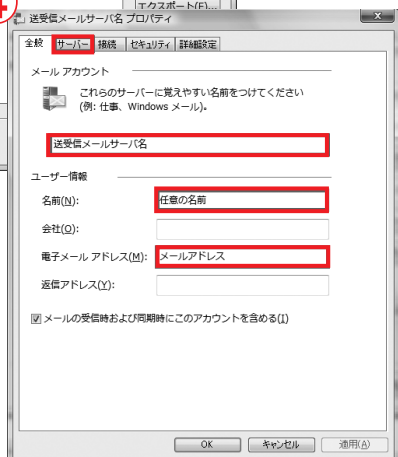 ④
エクスポート(E)...
送受信メールサーバ名 プロパティ
全般 サーバー 接続 セキュリティ 詳細設定
メール アカウント
これらのサーバーに覚えやすい名前をつけてください
(例: 仕事、Windows メール)。
送受信メールサーバ名
ユーザー情報
名前(N): 任意の名前
会社(O):
電子メール アドレス(M): メールアドレス
返信アドレス(Y):
メールの受信時および同期時にこのアカウントを含める(I)
OK キャンセル 適用(A)